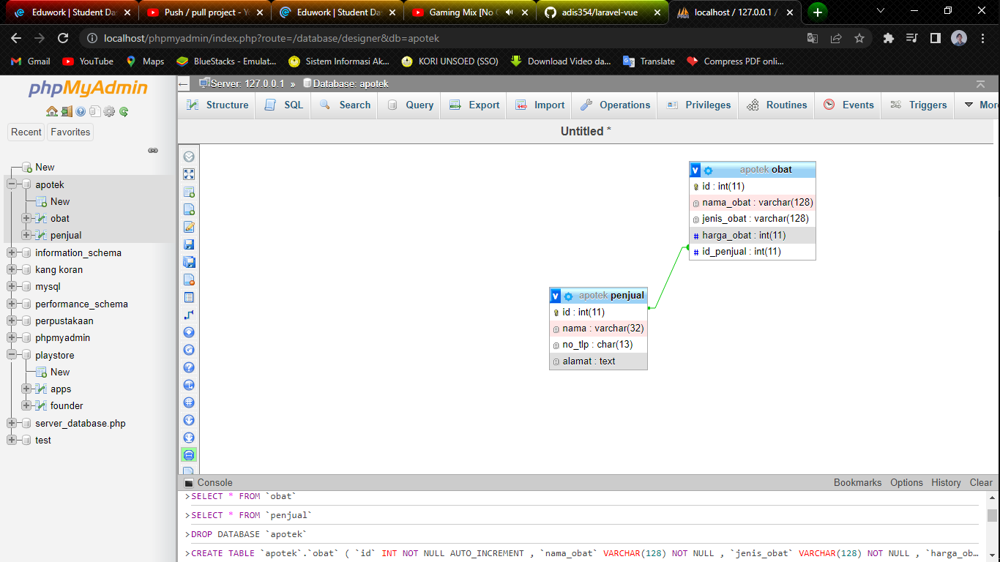 Eduwork | Student Da
Push / pull project - Y
Eduwork | Student Da
Gaming Mix [No C
adis354/laravel-vue
localhost / 127.0.0.1 /
localhost/phpmyadmin/index.php?route=/database/designer&db=apotek
Gmail YouTube Maps BlueStacks - Emulat... Sistem Informasi Ak... KORI UNSOED (SSO) Download Video da... Translate Compress PDF onlin...
phpMyAdmin
Recent Favorites
New
apotek
New
obat
penjual
information_schema
kang koran
mysql
performance_schema
perpustakaan
phpmyadmin
playstore
New
apps
founder
server_database.php
test
Server: 127.0.0.1 » Database: apotek
Structure SQL Search Query Export Import Operations Privileges Routines Events Triggers More
Untitled *
v apotek obat
id : int(11)
nama_obat : varchar(128)
jenis_obat : varchar(128)
# harga_obat : int(11)
# id_penjual : int(11)
v apotek penjual
id : int(11)
nama : varchar(32)
no_tlp : char(13)
alamat : text
Console Bookmarks Options History Clear
>SELECT * FROM `obat`
>SELECT * FROM `penjual`
>DROP DATABASE `apotek`
>CREATE TABLE `apotek`.`obat` ( `id` INT NOT NULL AUTO_INCREMENT , `nama_obat` VARCHAR(128) NOT NULL , `jenis_obat` VARCHAR(128) NOT NULL , `harga_ob…